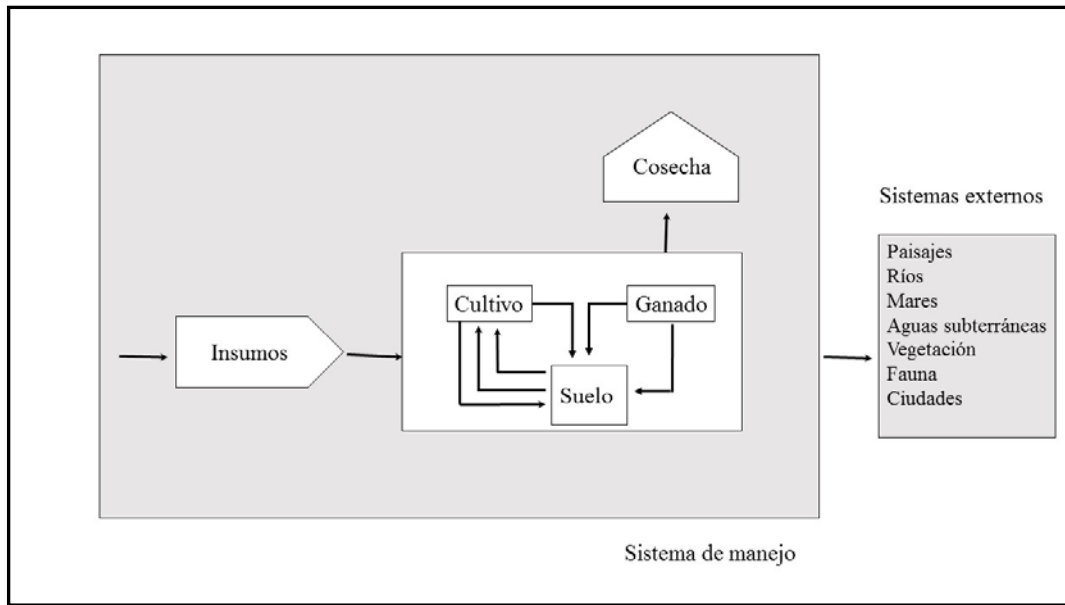 Cosecha
Sistemas externos
Paisajes
Ríos
Mares
Aguas subterráneas
Vegetación
Fauna
Ciudades
Cultivo
Ganado
Insumos
Suelo
Sistema de manejo